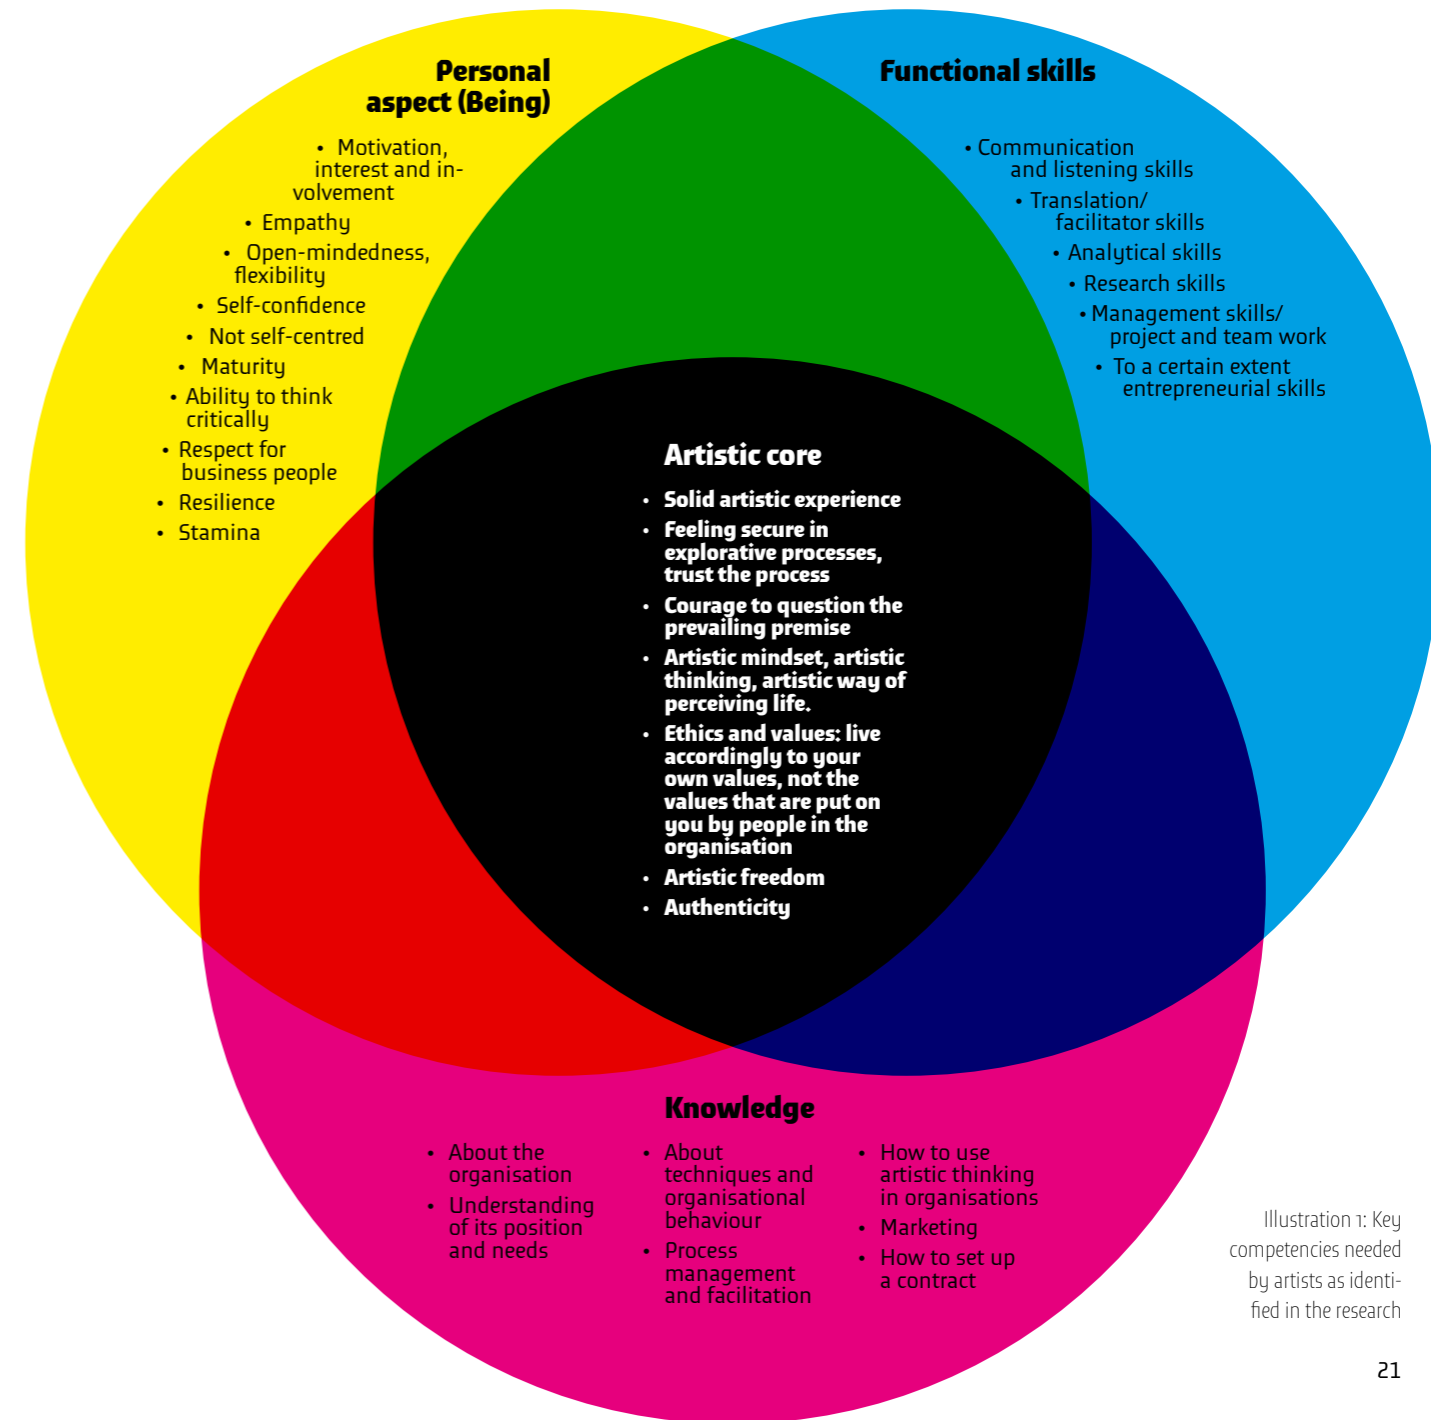 Personal
aspect (Being)
• Motivation,
interest and in-
volvement
• Empathy
• Open-mindedness,
flexibility
• Self-confidence
• Not self-centred
• Maturity
• Ability to think
critically
• Respect for
business people
• Resilience
• Stamina
Functional skills
• Communication
and listening skills
• Translation/
facilitator skills
• Analytical skills
• Research skills
• Management skills/
project and team work
• To a certain extent
entrepreneurial skills
Artistic core
• Solid artistic experience
• Feeling secure in
explorative processes,
trust the process
• Courage to question the
prevailing premise
• Artistic mindset, artistic
thinking, artistic way of
perceiving life.
• Ethics and values: live
accordingly to your
own values, not the
values that are put on
you by people in the
organisation
• Artistic freedom
• Authenticity
Knowledge
• About the
organisation
• Understanding
of its position
and needs
• About
techniques and
organisational
behaviour
• Process
management
and facilitation
• How to use
artistic thinking
in organisations
• Marketing
• How to set up
a contract
Illustration 1: Key
competencies needed
by artists as identi-
fied in the research
21